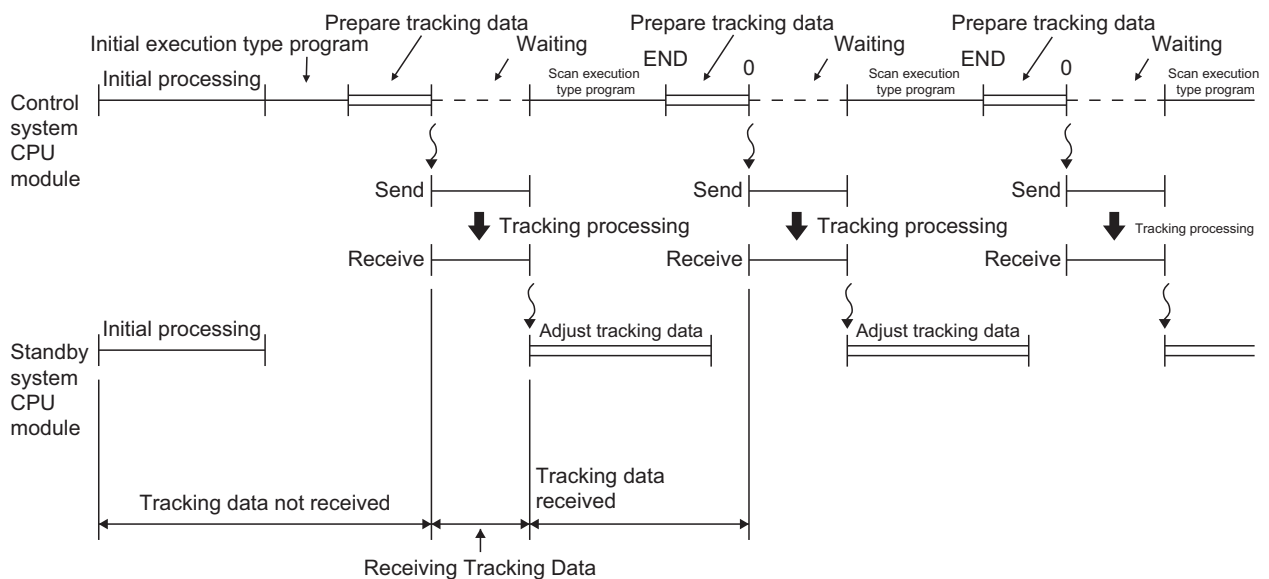 Prepare tracking data
Prepare tracking data
Prepare tracking data
Initial execution type program
Waiting
Waiting
Waiting
END
0
END
0
Initial processing
Scan execution
type program
Scan execution
type program
Scan execution
type program
Control
system
CPU
module
Send
Send
Send
Tracking processing
Tracking processing
Tracking processing
Receive
Receive
Receive
Initial processing
Adjust tracking data
Adjust tracking data
Standby
system
CPU
module
Tracking data not received
Tracking data
received
Receiving Tracking Data